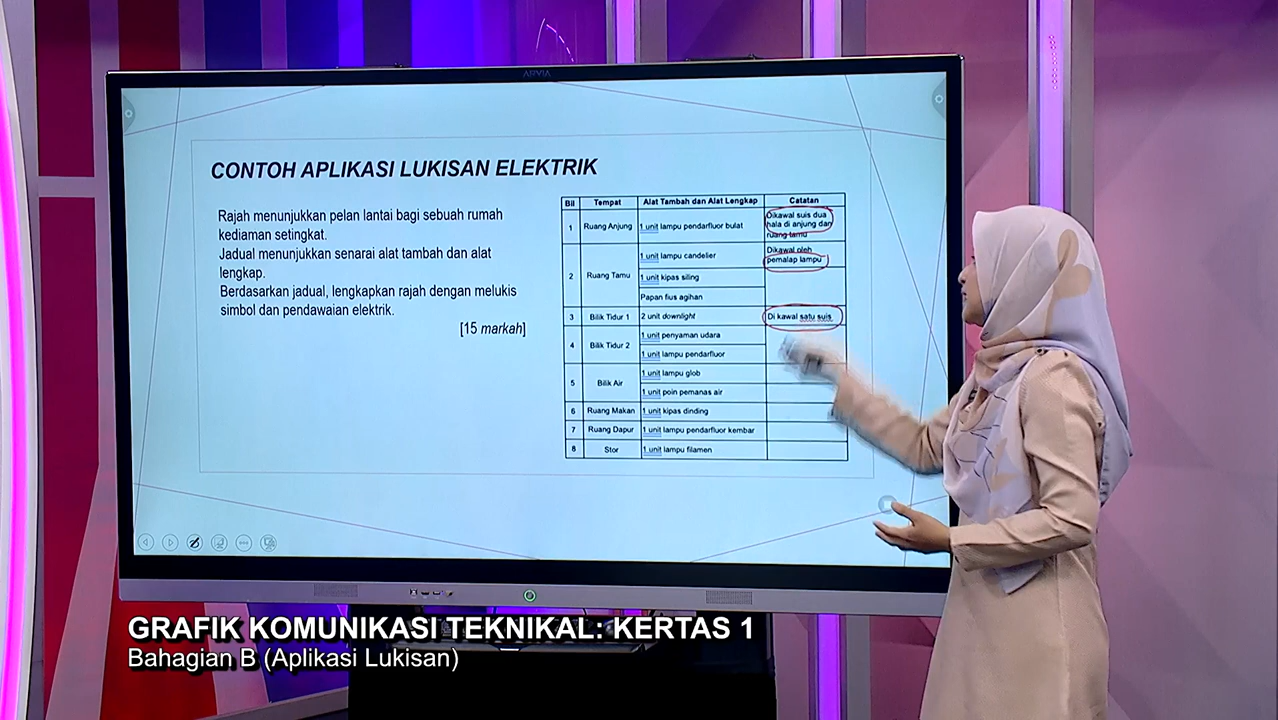 ARVIA
CONTOH APLIKASI LUKISAN ELEKTRIK
Rajah menunjukkan pelan lantai bagi sebuah rumah
kediaman setingkat.
Jadual menunjukkan senarai alat tambah dan alat
lengkap.
Berdasarkan jadual, lengkapkan rajah dengan melukis
simbol dan pendawaian elektrik.
[15 markah]
Bil Tempat Alat Tambah dan Alat Lengkap Catatan
1 Ruang Anjung 1 unit lampu pendarfluor bulat
Dikawal suis dua
hala di anjung dan
ruang tamu
2 Ruang Tamu
1 unit lampu candelier
Dikawal oleh
pemalap lampu
1 unit kipas siling
Papan fius agihan
3 Bilik Tidur 1 2 unit downlight Di kawal satu suis
4 Bilik Tidur 2
1 unit penyaman udara
1 unit lampu pendarfluor
5 Bilik Air
1 unit lampu glob
1 unit poin pemanas air
6 Ruang Makan 1 unit kipas dinding
7 Ruang Dapur 1 unit lampu pendarfluor kembar
8 Stor 1 unit lampu filamen
GRAFIK KOMUNIKASI TEKNIKAL: KERTAS 1
Bahagian B (Aplikasi Lukisan)